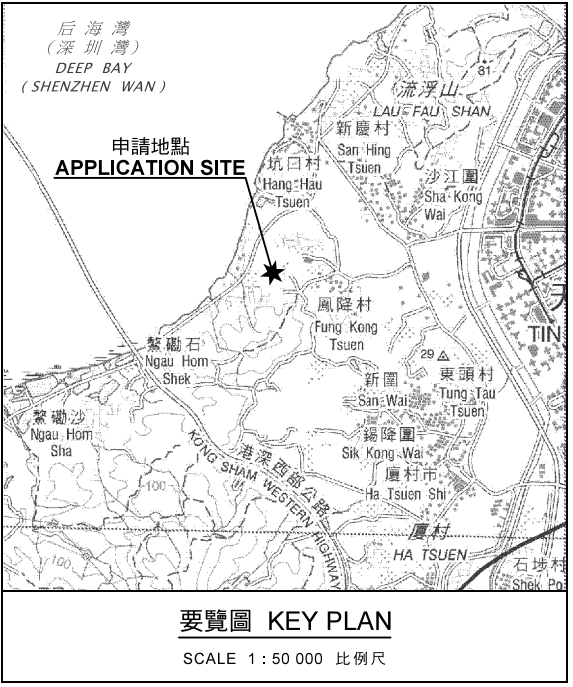 后海灣
(深圳灣)
DEEP BAY
(SHENZHEN WAN)
81
流浮山
LAU FAU SHAN
新慶村
San Hing
Tsuen
申請地點
APPLICATION SITE
坑口村
Hang Hau
Tsuen
沙江圍
Sha Kong
Wai
鳳降村
Fung Kong
Tsuen
天
TIN
鰲磡石
Ngau Hom
Shek
29
新圍
San Wai
東頭村
Tung Tau
Tsuen
鰲磡沙
Ngau Hom
Sha
錫降圍
Sik Kong Wai
港深西部公路
KONG SHAM WESTERN HIGHWAY
廈村市
Ha Tsuen Shi
100
廈村
HA TSUEN
100
石埗村
Shek Po
要覽圖 KEY PLAN
SCALE 1 : 50 000 比例尺